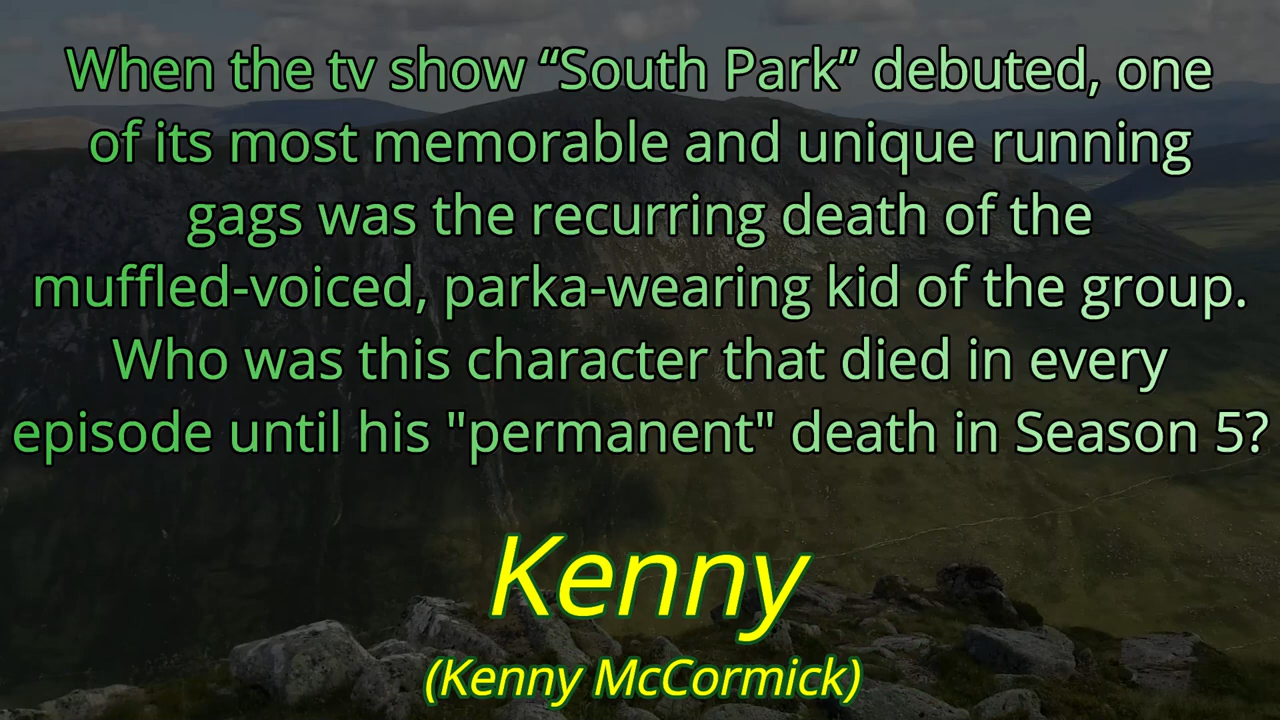 When the tv show “South Park” debuted, one
of its most memorable and unique running
gags was the recurring death of the
muffled-voiced, parka-wearing kid of the group.
Who was this character that died in every
episode until his "permanent" death in Season 5?
Kenny
(Kenny McCormick)